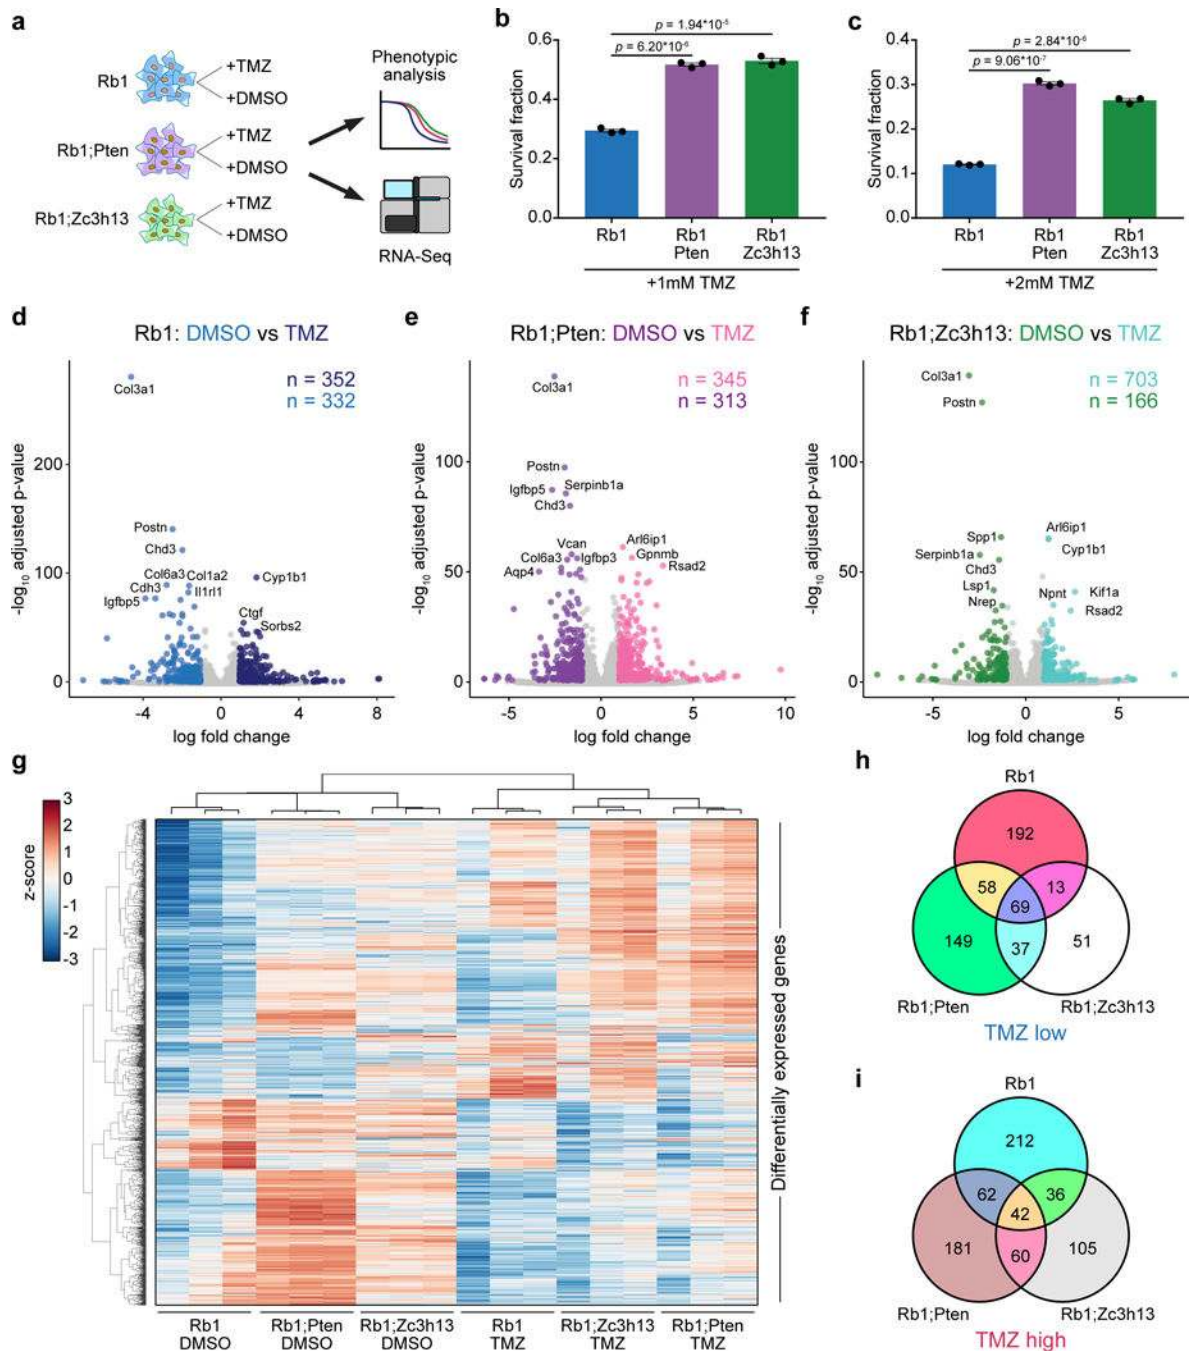 a
Rb1
+TMZ
+DMSO
Rb1;Pten
+TMZ
+DMSO
Rb1;Zc3h13
+TMZ
+DMSO
Phenotypic
analysis
RNA-Seq
b
p = 1.94*10-5
p = 6.20*10-6
Survival fraction
0.6
0.4
0.2
0.0
Rb1
Rb1
Pten
Rb1
Zc3h13
+1mM TMZ
c
p = 2.84*10-6
p = 9.06*10-7
Survival fraction
0.4
0.3
0.2
0.1
0.0
Rb1
Rb1
Pten
Rb1
Zc3h13
+2mM TMZ
d
Rb1: DMSO vs TMZ
n = 352
n = 332
Col3a1
Postn
Chd3
Col6a3
Col1a2
Cdh3
Il1rl1
Igfbp5
Cyp1b1
Ctgf
Sorbs2
-log10 adjusted p-value
200
100
0
-4
0
4
8
log fold change
e
Rb1;Pten: DMSO vs TMZ
n = 345
n = 313
Col3a1
Postn
Igfbp5
Serpinb1a
Chd3
Vcan
Col6a3
Igfbp3
Aqp4
Arl6ip1
Gpnmb
Rsad2
-log10 adjusted p-value
100
50
0
-5
0
5
10
log fold change
f
Rb1;Zc3h13: DMSO vs TMZ
n = 703
n = 166
Col3a1
Postn
Spp1
Serpinb1a
Chd3
Lsp1
Nrep
Arl6ip1
Cyp1b1
Npnt
Kif1a
Rsad2
-log10 adjusted p-value
100
50
0
-5
0
5
log fold change
g
z-score
3
2
1
0
-1
-2
-3
Differentially expressed genes
Rb1
DMSO
Rb1;Pten
DMSO
Rb1;Zc3h13
DMSO
Rb1
TMZ
Rb1;Zc3h13
TMZ
Rb1;Pten
TMZ
h
Rb1
192
58
13
69
149
37
51
Rb1;Pten
Rb1;Zc3h13
TMZ low
i
Rb1
212
62
36
42
181
60
105
Rb1;Pten
Rb1;Zc3h13
TMZ high